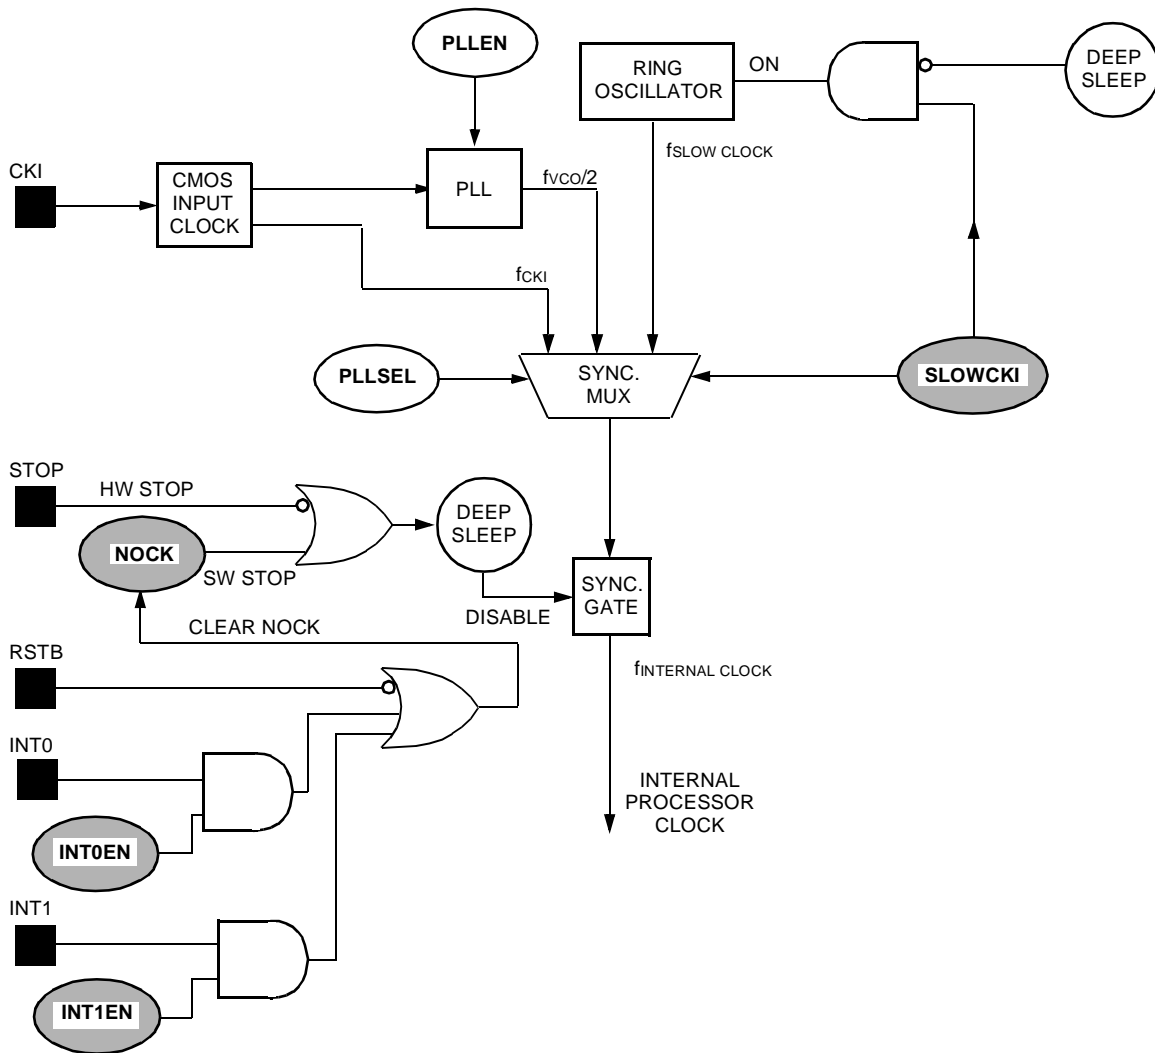 PLLEN
RING
OSCILLATOR
ON
DEEP
SLEEP
fSLOW CLOCK
CKI
CMOS
INPUT
CLOCK
PLL
fVCO/2
fCKI
PLLSEL
SYNC.
MUX
SLOWCKI
STOP
HW STOP
NOCK
SW STOP
DEEP
SLEEP
DISABLE
SYNC.
GATE
CLEAR NOCK
RSTB
fINTERNAL CLOCK
INT0
INT0EN
INTERNAL
PROCESSOR
CLOCK
INT1
INT1EN